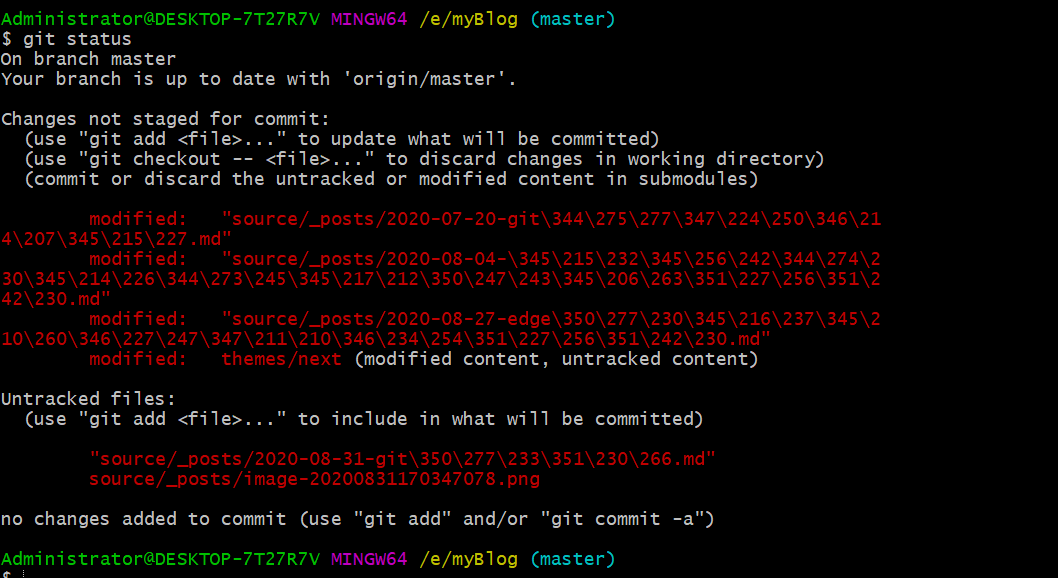 Administrator@DESKTOP-7T27R7V MINGW64 /e/myBlog (master)
$ git status
On branch master
Your branch is up to date with 'origin/master'.
Changes not staged for commit:
(use "git add <file>..." to update what will be committed)
(use "git checkout -- <file>..." to discard changes in working directory)
(commit or discard the untracked or modified content in submodules)
modified:   "source/_posts/2020-07-20-git\344\275\277\347\224\250\346\21
4\207\345\215\227.md"
modified:   "source/_posts/2020-08-04-\345\215\232\345\256\242\344\274\2
30\345\214\226\344\273\245\345\217\212\350\247\243\345\206\263\351\227\256\351\2
42\230.md"
modified:   "source/_posts/2020-08-27-edge\350\277\230\345\216\237\345\2
10\260\346\227\247\347\211\210\346\234\254\351\227\256\351\242\230.md"
modified:   themes/next (modified content, untracked content)
Untracked files:
(use "git add <file>..." to include in what will be committed)
"source/_posts/2020-08-31-git\350\277\233\351\230\266.md"
source/_posts/image-20200831170347078.png
no changes added to commit (use "git add" and/or "git commit -a")
Administrator@DESKTOP-7T27R7V MINGW64 /e/myBlog (master)
$